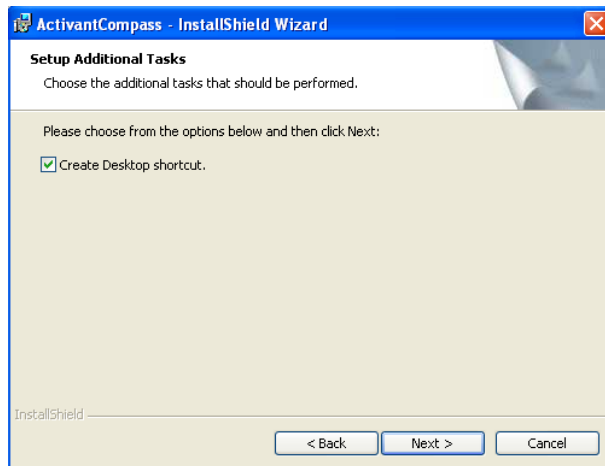 ActivantCompass - InstallShield Wizard
Setup Additional Tasks
Choose the additional tasks that should be performed.
Please choose from the options below and then click Next:
Create Desktop shortcut.
InstallShield
< Back Next > Cancel